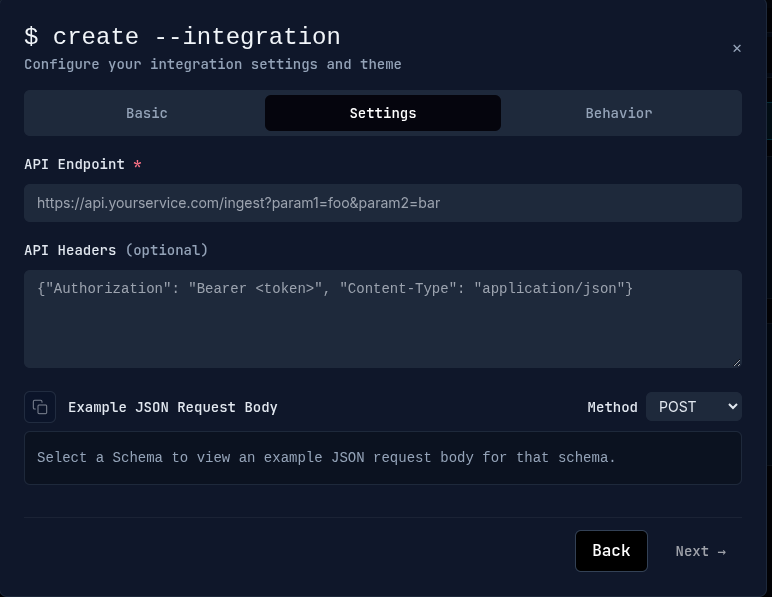 $ create --integration
Configure your integration settings and theme
×
Basic
Settings
Behavior
API Endpoint *
https://api.yourservice.com/ingest?param1=foo&param2=bar
API Headers (optional)
{"Authorization": "Bearer <token>", "Content-Type": "application/json"}
Example JSON Request Body
Method
POST
Select a Schema to view an example JSON request body for that schema.
Back
Next →